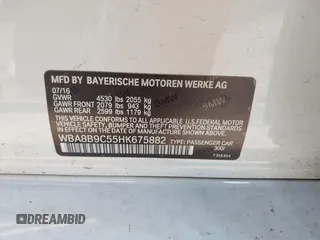 MFD BY BAYERISCHE MOTOREN WERKE AG
07/16
GVWR 4530 lbs 2055 kg
GAWR FRONT 2079 lbs 943 kg
GAWR REAR 2599 lbs 1179 kg
THIS VEHICLE CONFORMS TO ALL APPLICABLE U.S. FEDERAL MOTOR
VEHICLE SAFETY, BUMPER, AND THEFT PREVENTION STANDARDS
IN EFFECT ON THE DATE OF MANUFACTURE SHOWN ABOVE.
WBA8B9C55HK675882 TYPE: PASSENGER CAR
AUTOBIDMASTER